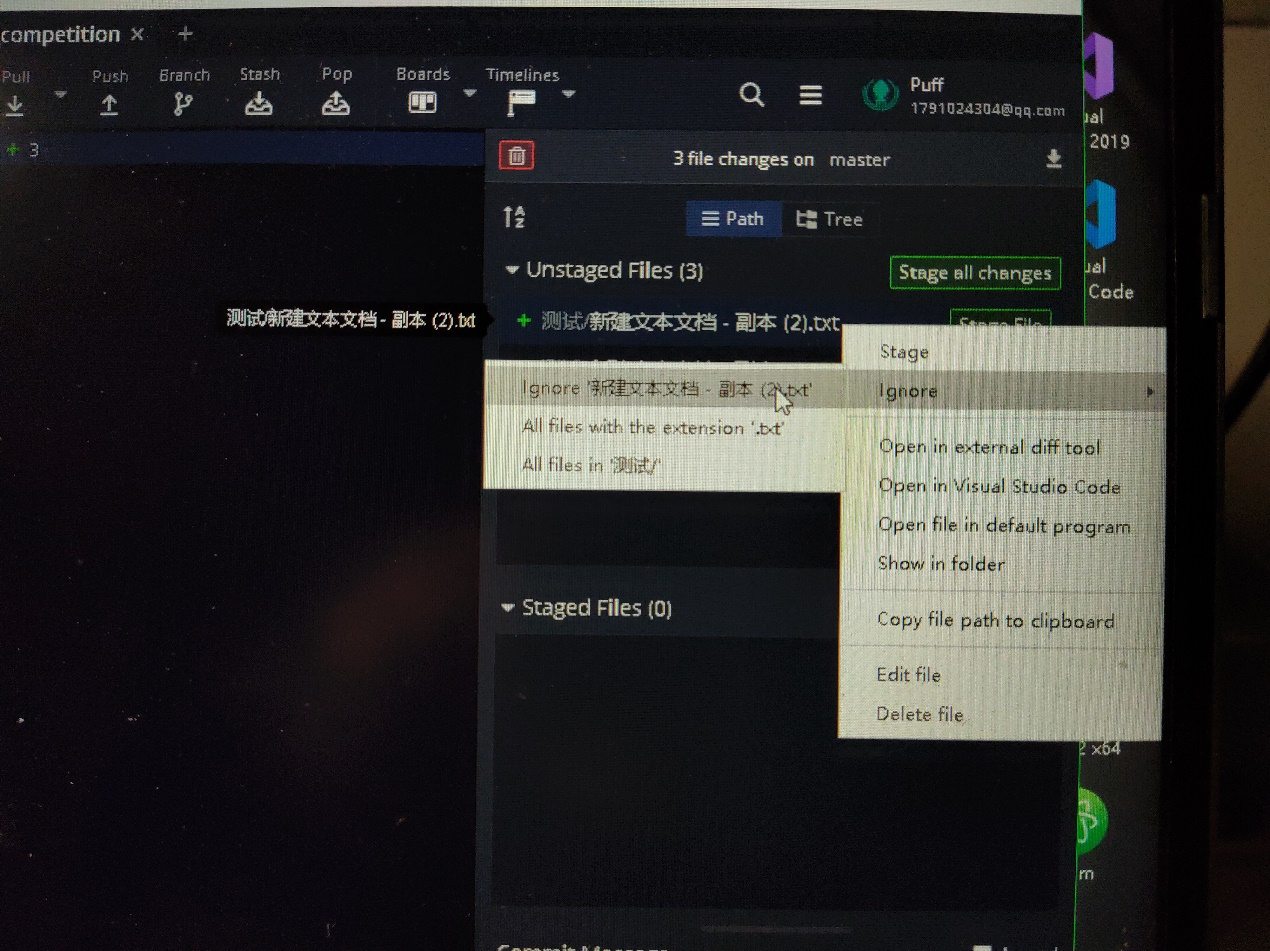 competition
Pull
Push
Branch
Stash
Pop
Boards
Timelines
Puff
1791024304@qq.com
3
3 file changes on master
2019
Path
Tree
Unstaged Files (3)
Stage all changes
Code
测试/新建文本文档 - 副本 (2).txt
测试/新建文本文档 - 副本 (2).txt
Stage File
Stage
Ignore
Ignore '新建文本文档 - 副本 (2).txt'
All files with the extension '.txt'
All files in '测试/'
Open in external diff tool
Open in Visual Studio Code
Open file in default program
Show in folder
Staged Files (0)
Copy file path to clipboard
Edit file
Delete file
x64
Commit Message